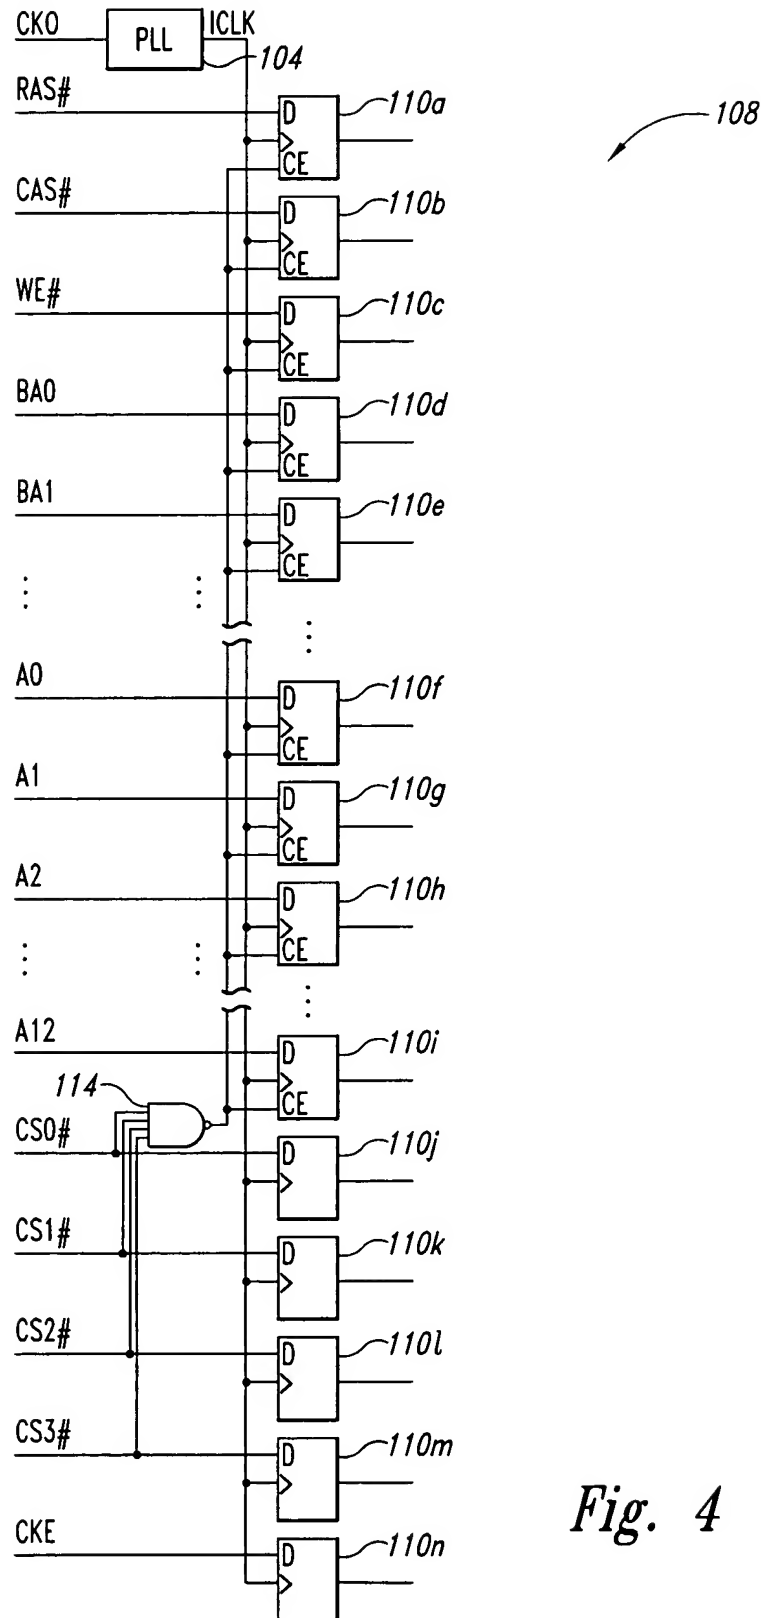 CK0 PLL ICLK 104
RAS# D CE 110a 108
CAS# D CE 110b
WE# D CE 110c
BA0 D CE 110d
BA1 D CE 110e
A0 D CE 110f
A1 D CE 110g
A2 D CE 110h
A12 D CE 110i
114
CS0# D 110j
CS1# D 110k
CS2# D 110l
CS3# D 110m
CKE D 110n
Fig. 4